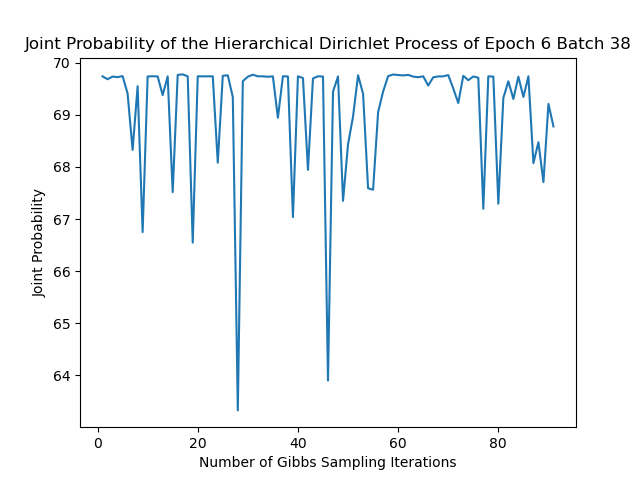 Joint Probability of the Hierarchical Dirichlet Process of Epoch 6 Batch 38
70
69
68
67
66
65
64
Joint Probability
0 20 40 60 80
Number of Gibbs Sampling Iterations